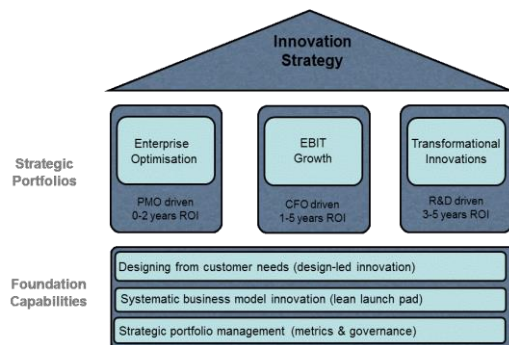 Innovation
Strategy
Strategic
Portfolios
Enterprise
Optimisation
PMO driven
0-2 years ROI
EBIT
Growth
CFO driven
1-5 years ROI
Transformational
Innovations
R&D driven
3-5 years ROI
Foundation
Capabilities
Designing from customer needs (design-led innovation)
Systematic business model innovation (lean launch pad)
Strategic portfolio management (metrics & governance)